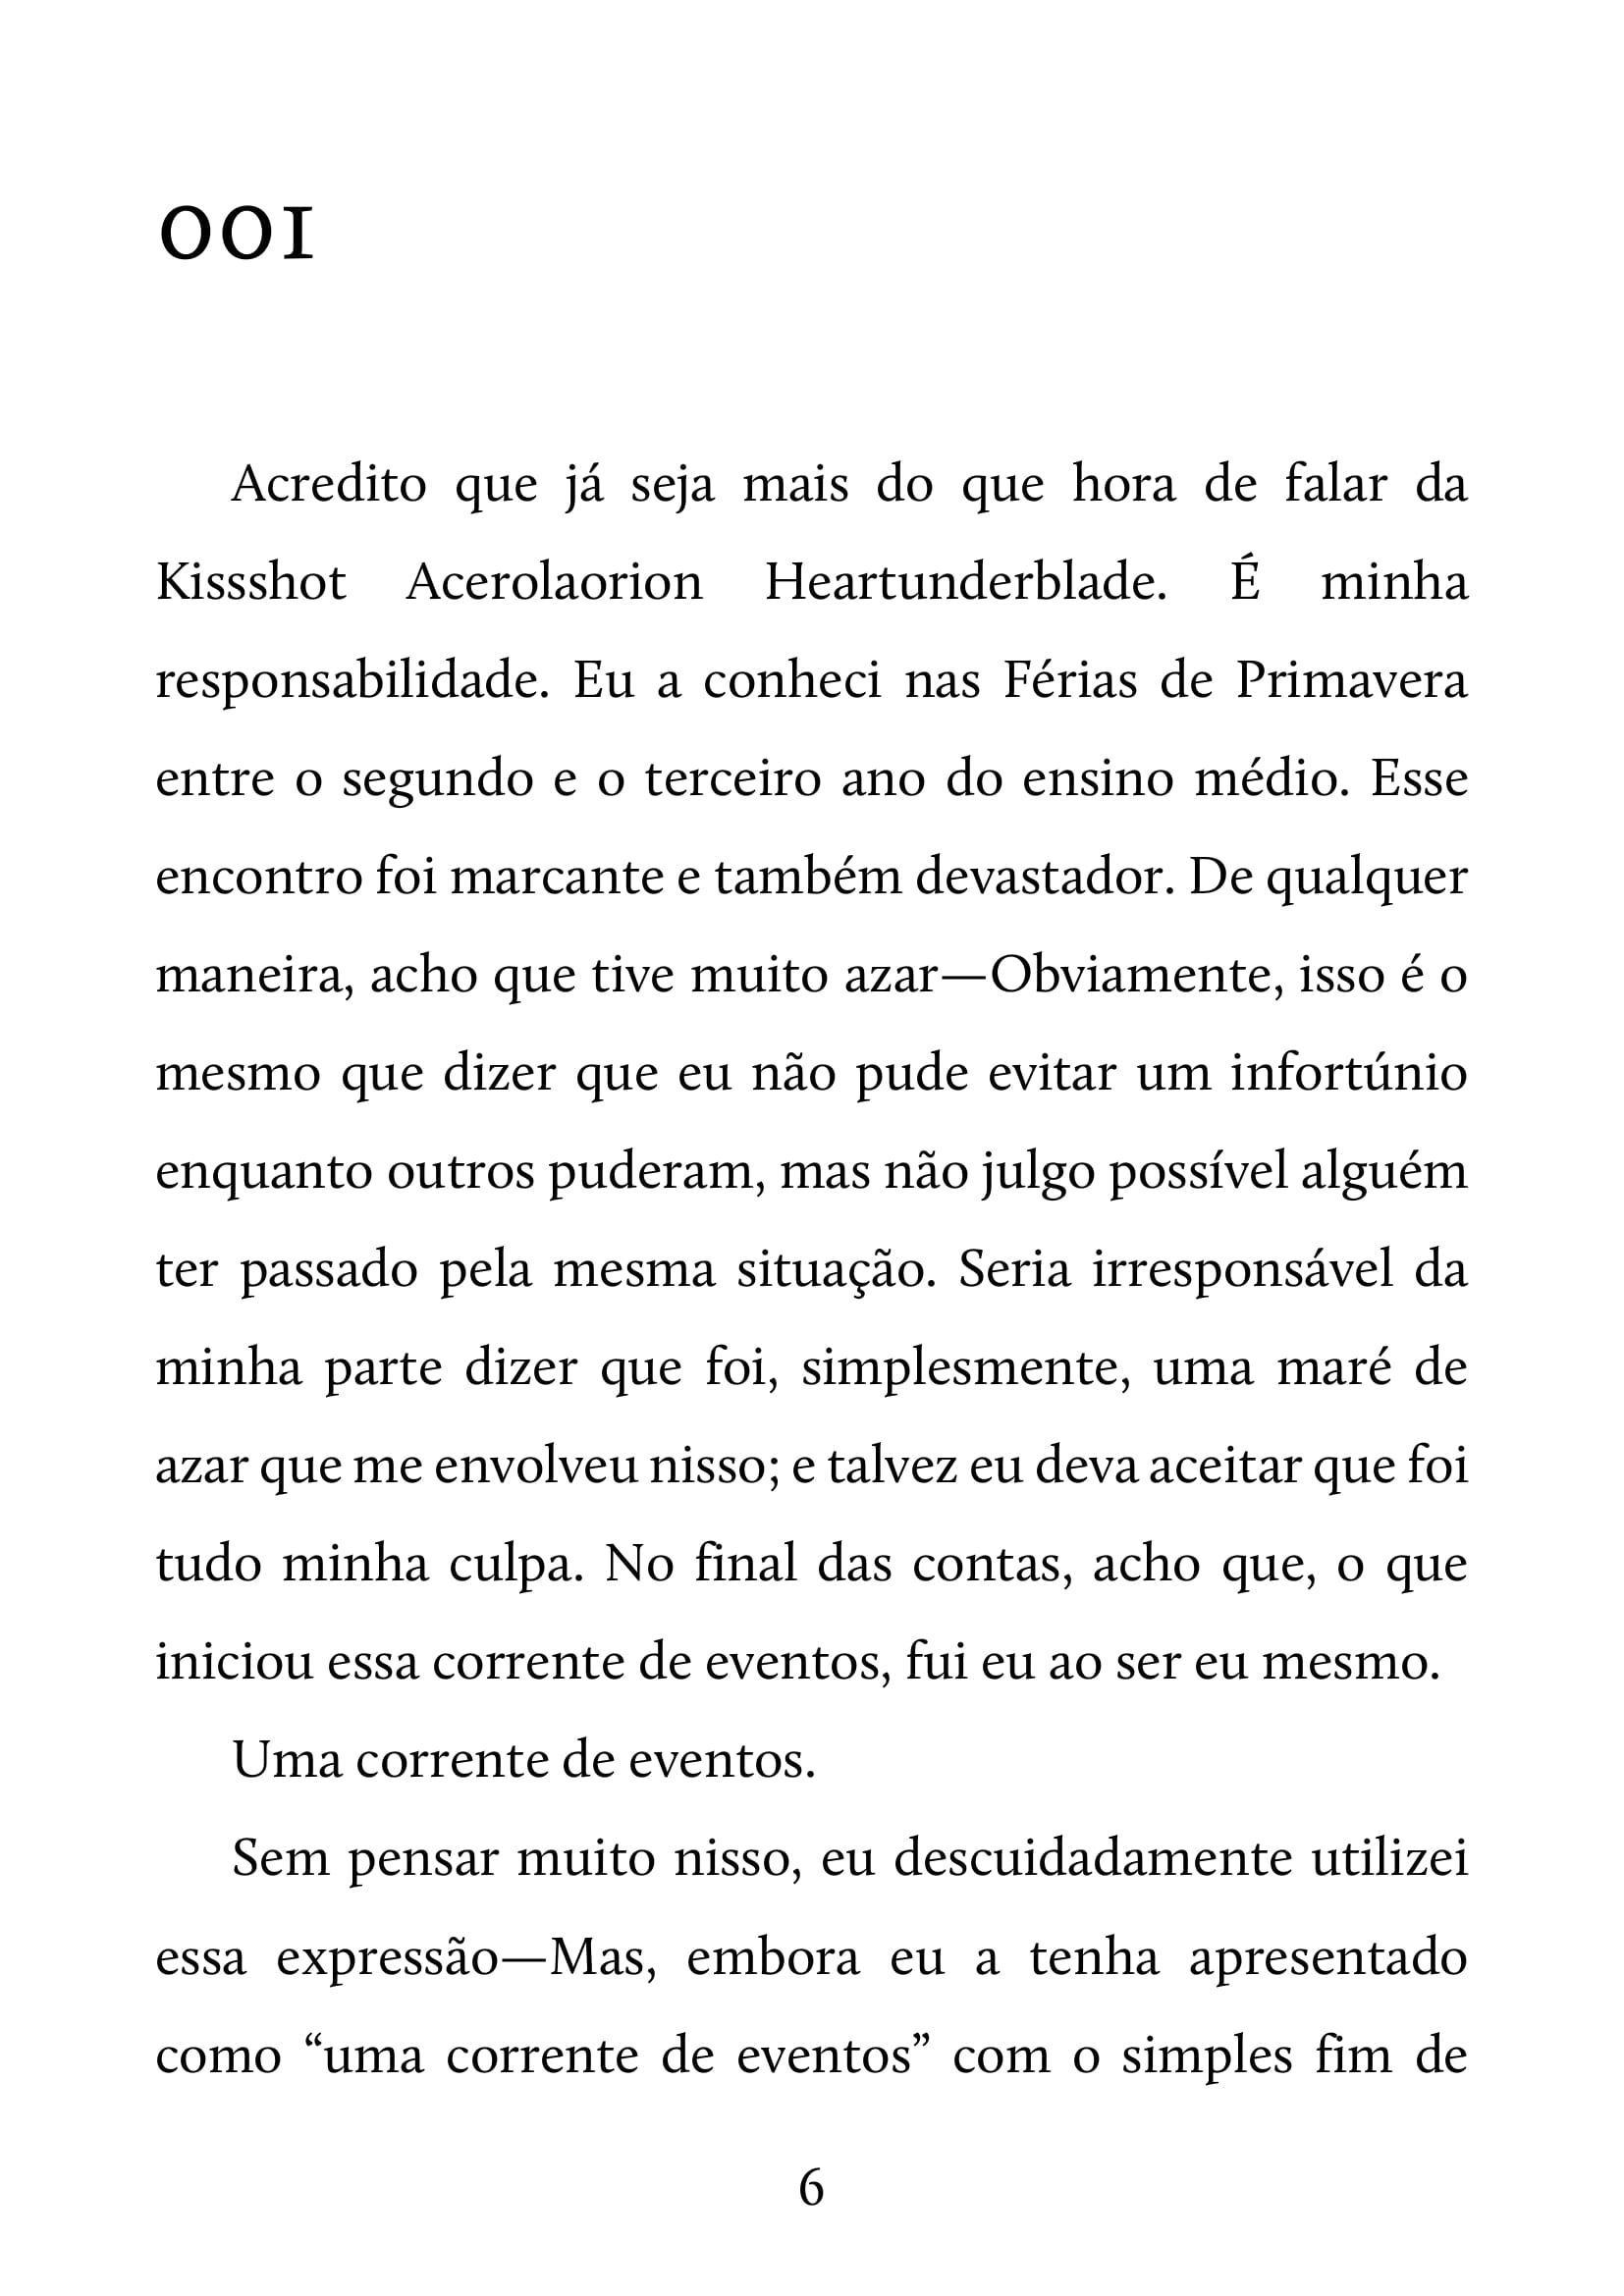 001
Acredito que já seja mais do que hora de falar da
Kissshot Acerolaorion Heartunderblade. É minha
responsabilidade. Eu a conheci nas Férias de Primavera
entre o segundo e o terceiro ano do ensino médio. Esse
encontro foi marcante e também devastador. De qualquer
maneira, acho que tive muito azar—Obviamente, isso é o
mesmo que dizer que eu não pude evitar um infortúnio
enquanto outros puderam, mas não julgo possível alguém
ter passado pela mesma situação. Seria irresponsável da
minha parte dizer que foi, simplesmente, uma maré de
azar que me envolveu nisso; e talvez eu deva aceitar que foi
tudo minha culpa. No final das contas, acho que, o que
iniciou essa corrente de eventos, fui eu ao ser eu mesmo.
Uma corrente de eventos.
Sem pensar muito nisso, eu descuidadamente utilizei
essa expressão—Mas, embora eu a tenha apresentado
como “uma corrente de eventos” com o simples fim de
6